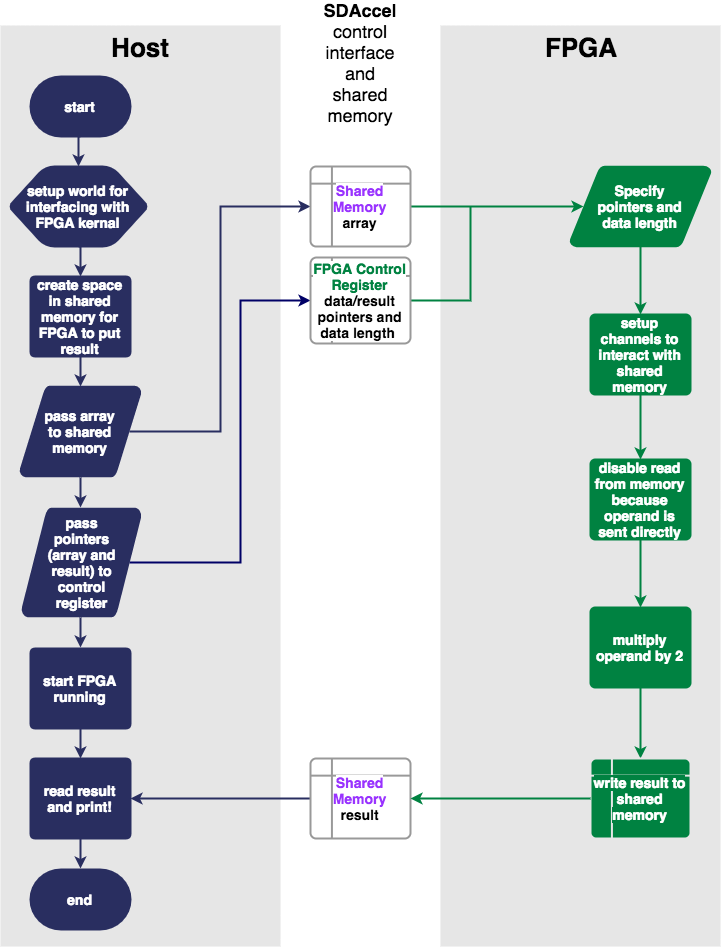 SDAccel
control
interface
and
shared
memory
Host
start
setup world for
interfacing with
FPGA kernal
create space
in shared
memory for
FPGA to put
result
pass array
to shared
memory
pass
pointers
(array and
result) to
control
register
start FPGA
running
read result
and print!
end
Shared
Memory
array
FPGA Control
Register
data/result
pointers and
data length
Shared
Memory
result
FPGA
Specify
pointers and
data length
setup
channels to
interact with
shared
memory
disable read
from memory
because
operand is
sent directly
multiply
operand by 2
write result to
shared
memory